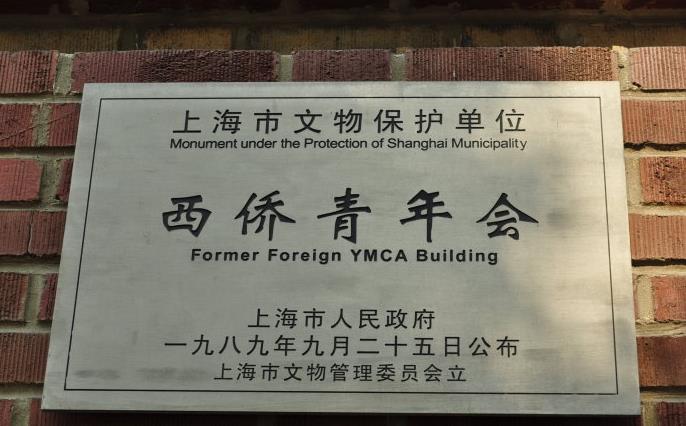 上海市文物保护单位
Monument under the Protection of Shanghai Municipality
西侨青年会
Former Foreign YMCA Building
上海市人民政府
一九八九年九月二十五日公布
上海市文物管理委员会立